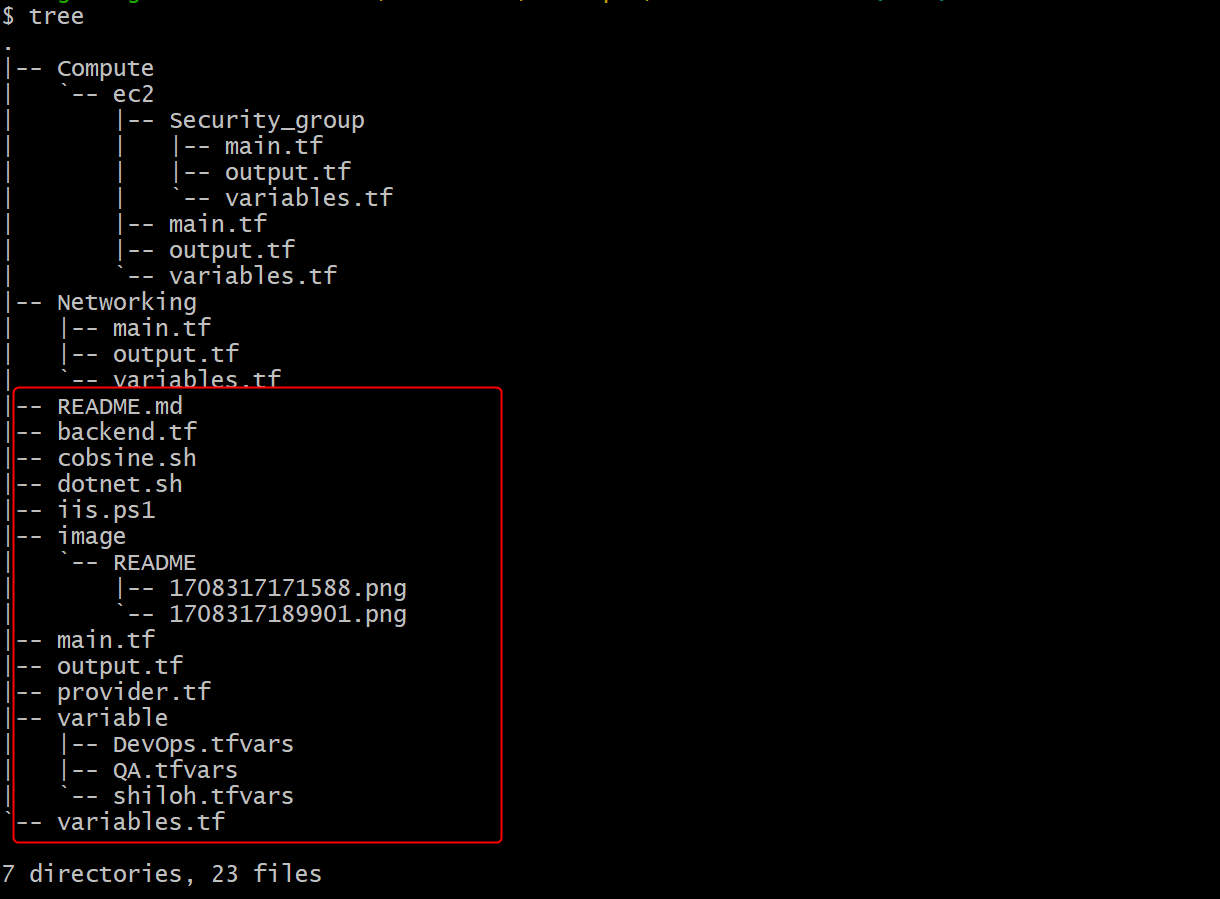 $ tree
.
|-- Compute
|   `-- ec2
|       |-- Security_group
|       |   |-- main.tf
|       |   |-- output.tf
|       |   `-- variables.tf
|       |-- main.tf
|       |-- output.tf
|       `-- variables.tf
|-- Networking
|   |-- main.tf
|   |-- output.tf
|   `-- variables.tf
|-- README.md
|-- backend.tf
|-- cobsine.sh
|-- dotnet.sh
|-- iis.ps1
|-- image
|   `-- README
|       |-- 1708317171588.png
|       `-- 1708317189901.png
|-- main.tf
|-- output.tf
|-- provider.tf
|-- variable
|   |-- DevOps.tfvars
|   |-- QA.tfvars
|   `-- shiloh.tfvars
`-- variables.tf
7 directories, 23 files